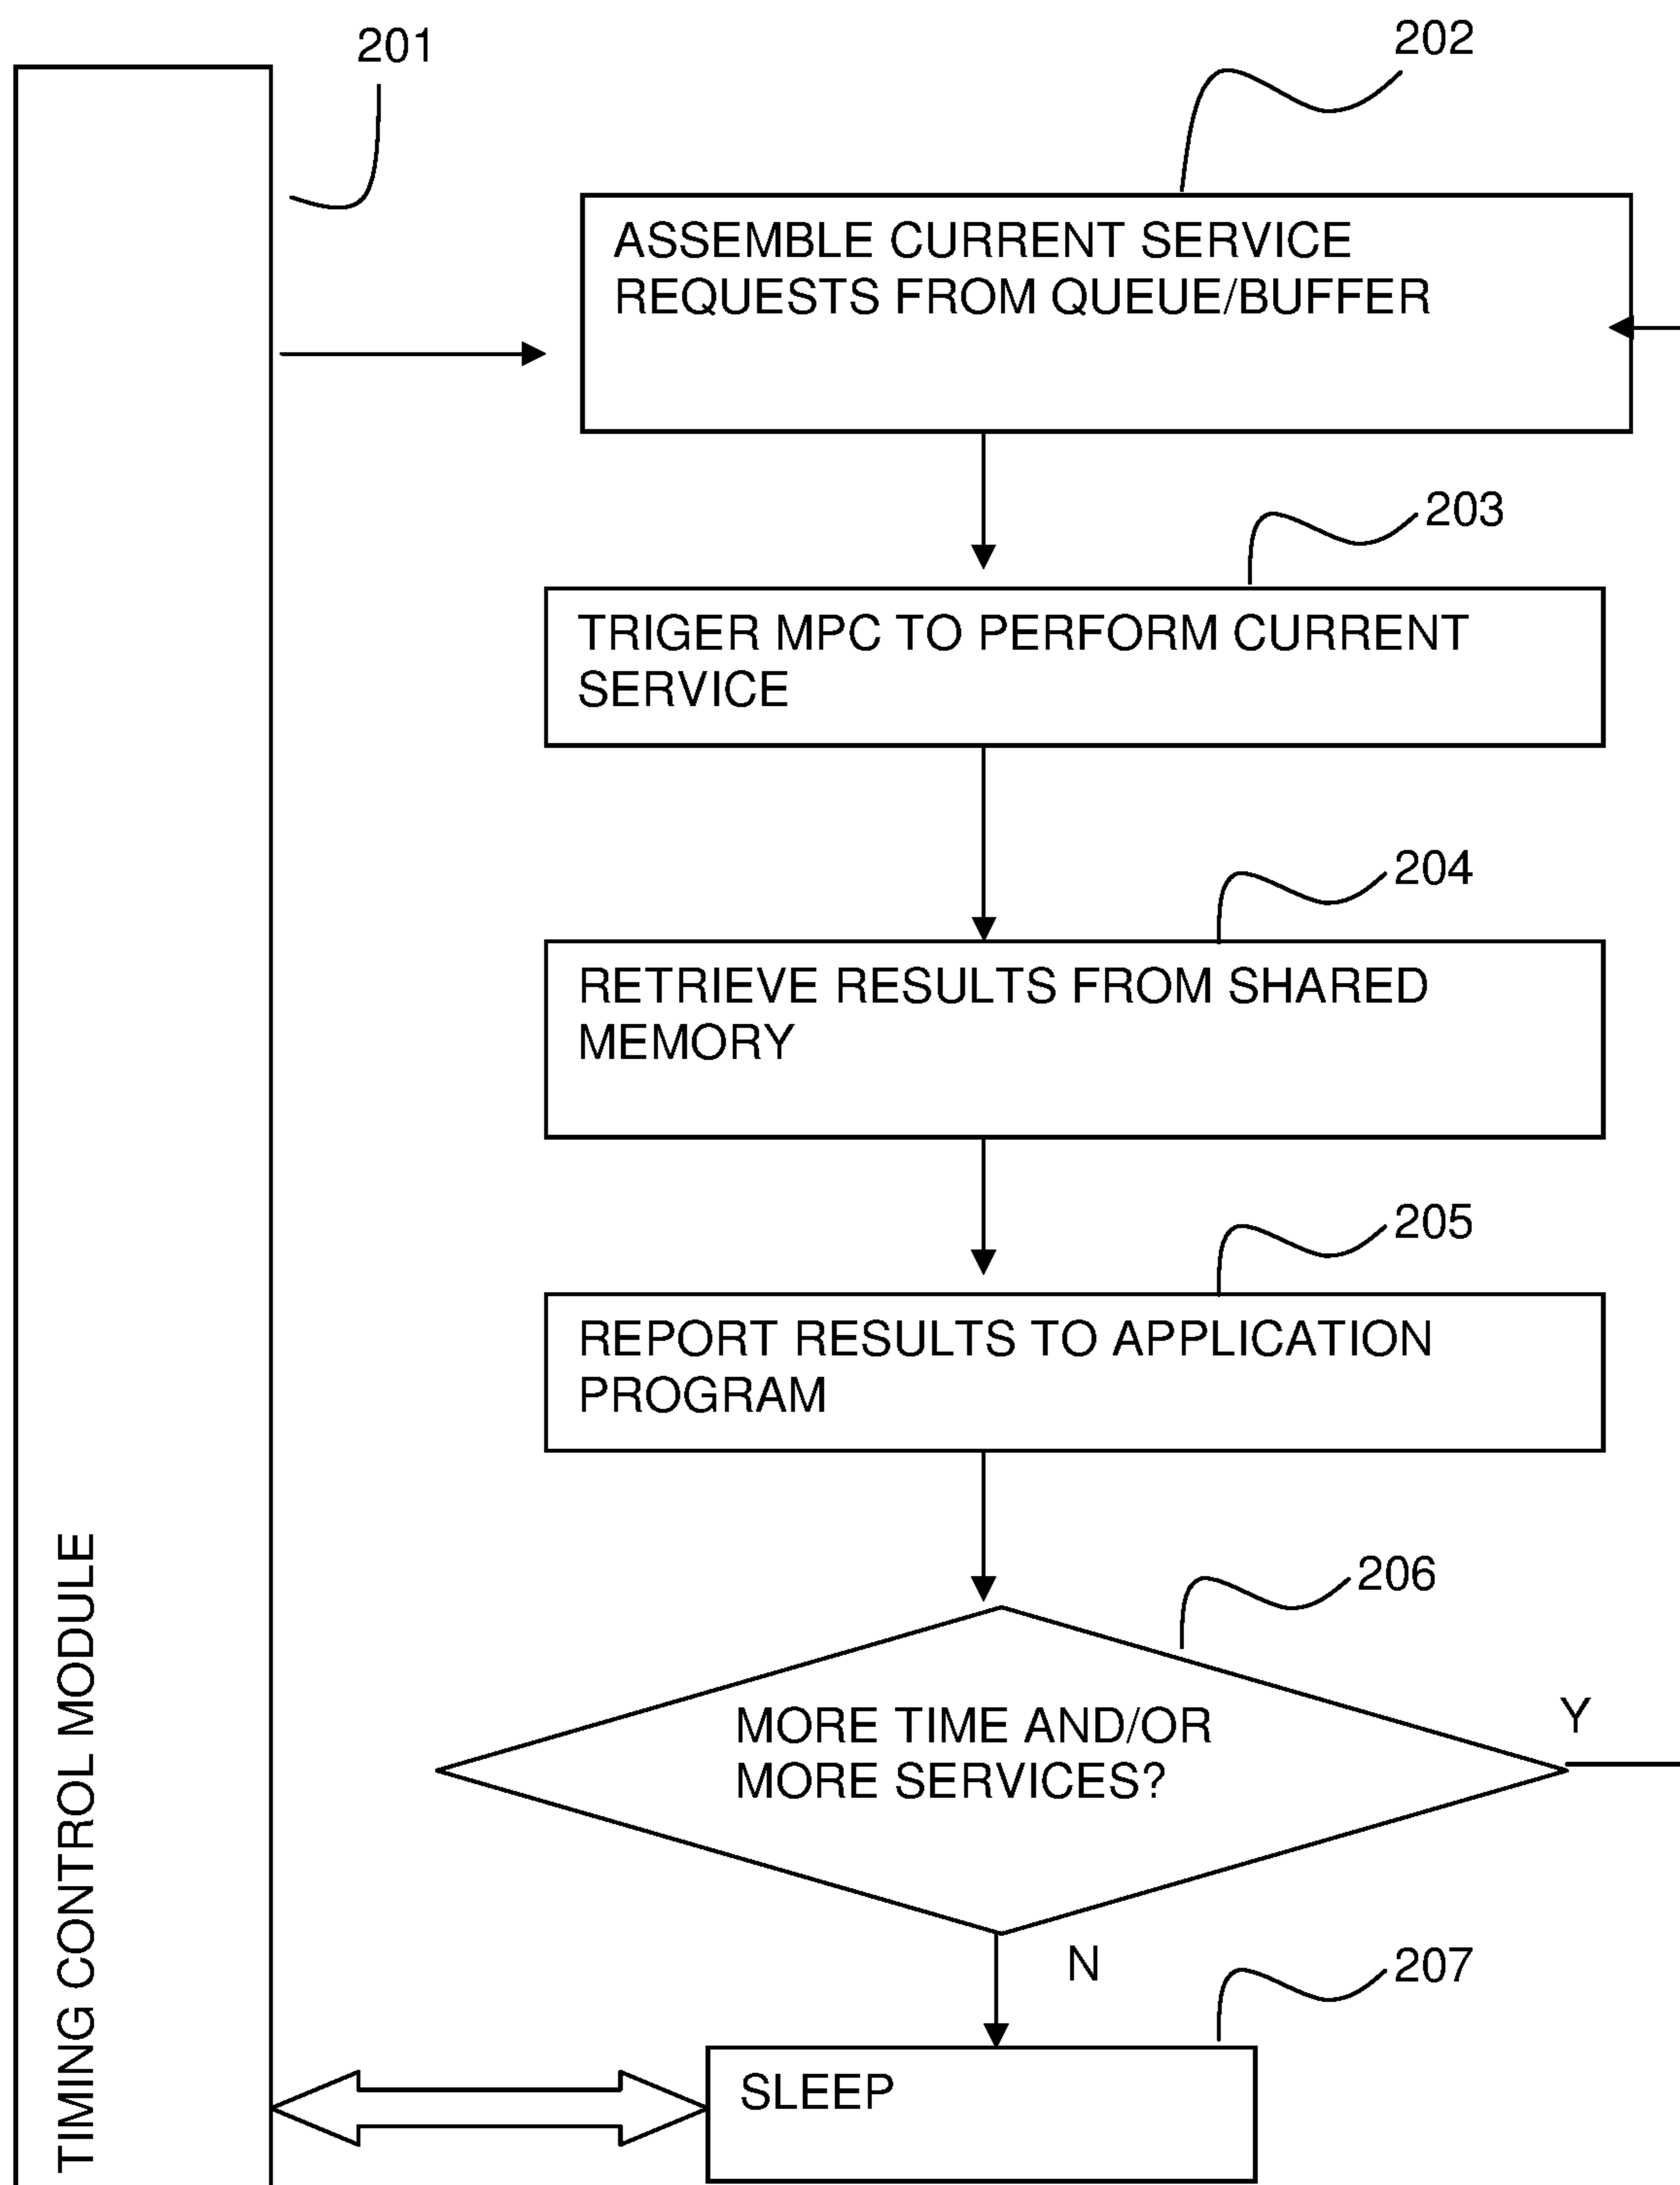 201
202
ASSEMBLE CURRENT SERVICE
REQUESTS FROM QUEUE/BUFFER
203
TRIGER MPC TO PERFORM CURRENT
SERVICE
204
RETRIEVE RESULTS FROM SHARED
MEMORY
205
REPORT RESULTS TO APPLICATION
PROGRAM
206
MORE TIME AND/OR
MORE SERVICES?
Y
N
207
SLEEP
TIMING CONTROL MODULE